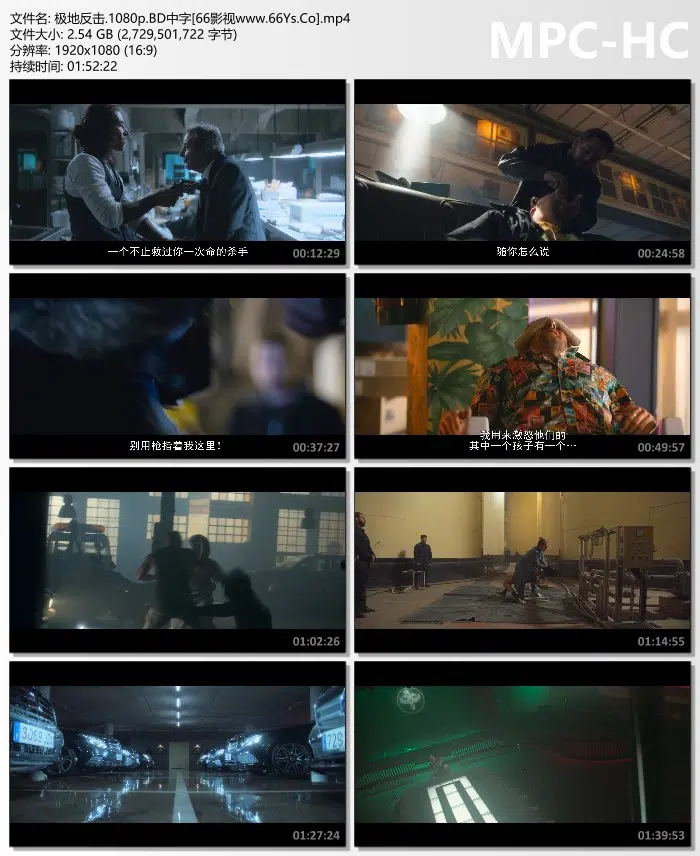 文件名: 极地反击.1080p.BD中字[66影视www.66Ys.Co].mp4
文件大小: 2.54 GB (2,729,501,722 字节)
分辨率: 1920x1080 (16:9)
持续时间: 01:52:22
MPC-HC
一个不止救过你一次命的杀手
00:12:29
随你怎么说
00:24:58
别用枪指着我这里!
00:37:27
我用来激怒他们的
其中一个孩子有一个…
00:49:57
01:02:26
01:14:55
01:27:24
01:39:53